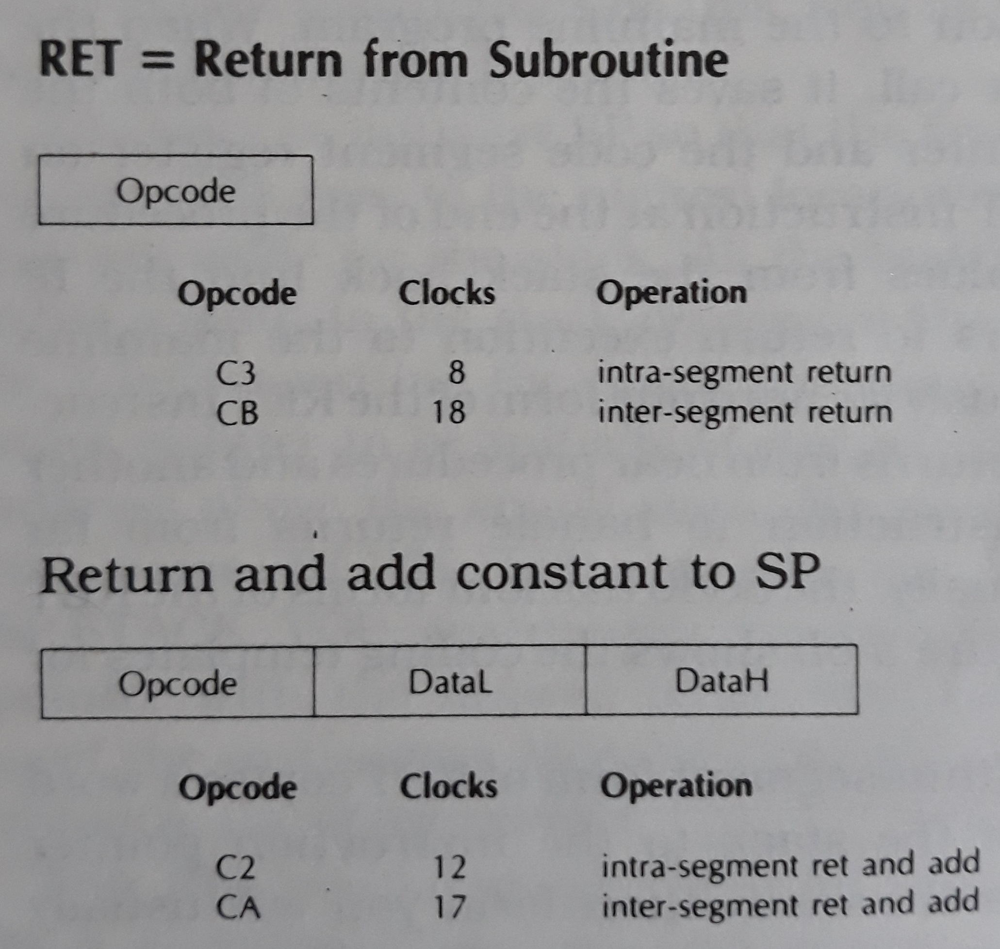 RET = Return from Subroutine
Opcode
Opcode Clocks Operation
C3 8 intra-segment return
CB 18 inter-segment return
Return and add constant to SP
Opcode DataL DataH
Opcode Clocks Operation
C2 12 intra-segment ret and add
CA 17 inter-segment ret and add